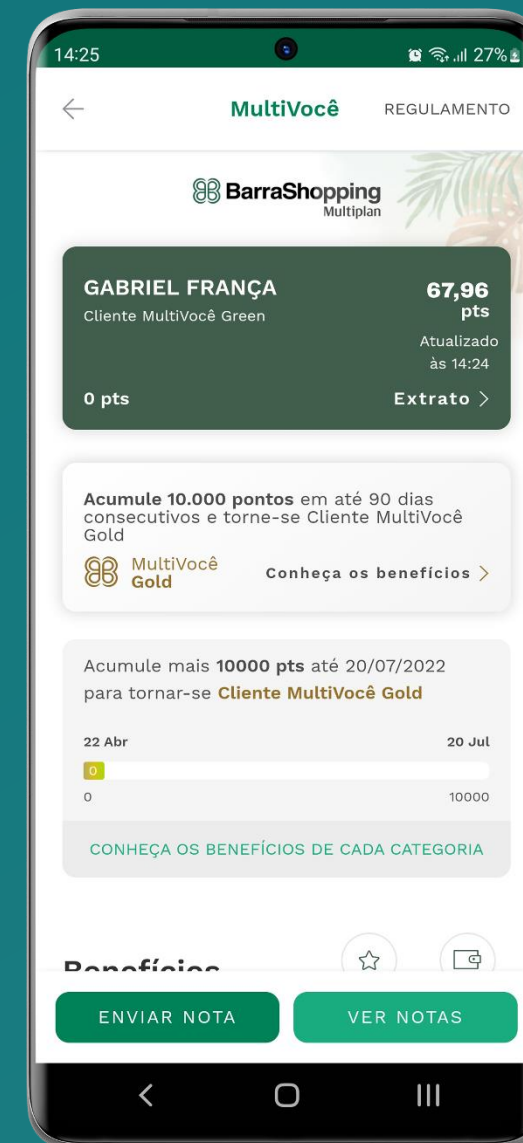 14:25
27%
MultiVocê
REGULAMENTO
BarraShopping
Multiplan
GABRIEL FRANÇA
67,96
pts
Cliente MultiVocê Green
Atualizado
às 14:24
0 pts
Extrato
Acumule 10.000 pontos em até 90 dias
consecutivos e torne-se Cliente MultiVocê
Gold
MultiVocê
Gold
Conheça os benefícios
Acumule mais 10000 pts até 20/07/2022
para tornar-se Cliente MultiVocê Gold
22 Abr
20 Jul
0
0
10000
CONHEÇA OS BENEFÍCIOS DE CADA CATEGORIA
Benefícios
ENVIAR NOTA
VER NOTAS